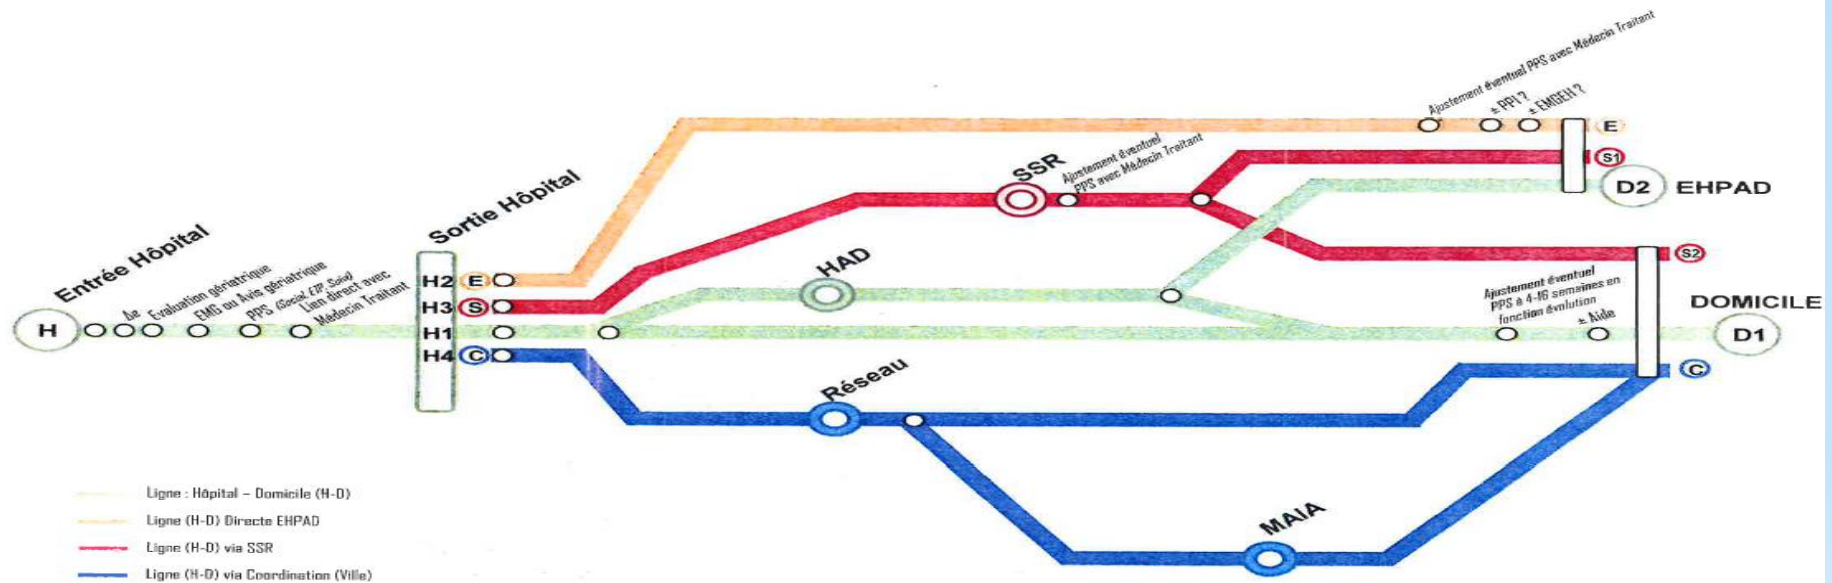 Entrée Hôpital
H
Δe
Evaluation gériatrique
EMG ou Avis gériatrique
PPS (Social, ETP, Soins)
Lien direct avec
Médecin Traitant
Sortie Hôpital
H2 E
H3 S
H1
H4 C
SSR
Ajustement éventuel
PPS avec Médecin Traitant
HAD
Réseau
MAIA
Ajustement éventuel PPS avec Médecin Traitant
± PPI ?
± EMGEH ?
E
S1
D2 EHPAD
S2
Ajustement éventuel
PPS à 4-16 semaines en
fonction évolution
± Aide
DOMICILE
D1
C
Ligne : Hôpital – Domicile (H-D)
Ligne (H-D) Directe EHPAD
Ligne (H-D) via SSR
Ligne (H-D) via Coordination (Ville)